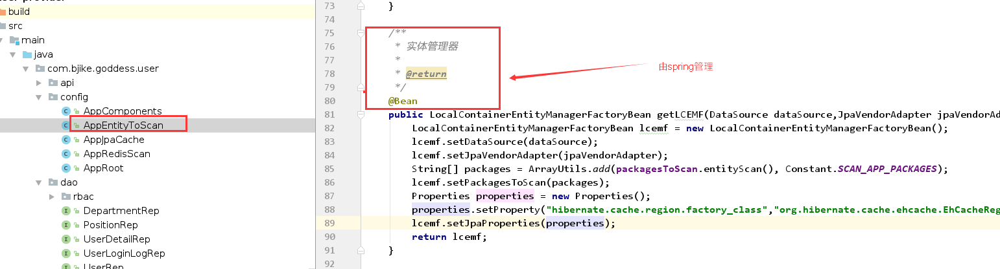 build
src
main
java
com.bjike.goddess.user
api
config
AppComponents
AppEntityToScan
AppJpaCache
AppRedisScan
AppRoot
dao
rbac
DepartmentRep
PositionRep
UserDetailRep
UserLoginLogRep
UserRep
73 }
74
75 /**
76 * 实体管理器
77 *
78 * @return
79 */
80 @Bean
81 public LocalContainerEntityManagerFactoryBean getLCEMF(DataSource dataSource,JpaVendorAdapter jpaVendorAd
82 LocalContainerEntityManagerFactoryBean lcemf = new LocalContainerEntityManagerFactoryBean();
83 lcemf.setDataSource(dataSource);
84 lcemf.setJpaVendorAdapter(jpaVendorAdapter);
85 String[] packages = ArrayUtils.add(packagesToScan.entityScan(), Constant.SCAN_APP_PACKAGES);
86 lcemf.setPackagesToScan(packages);
87 Properties properties = new Properties();
88 properties.setProperty("hibernate.cache.region.factory_class","org.hibernate.cache.ehcache.EhCacheReg
89 lcemf.setJpaProperties(properties);
90 return lcemf;
91 }
92
由spring管理